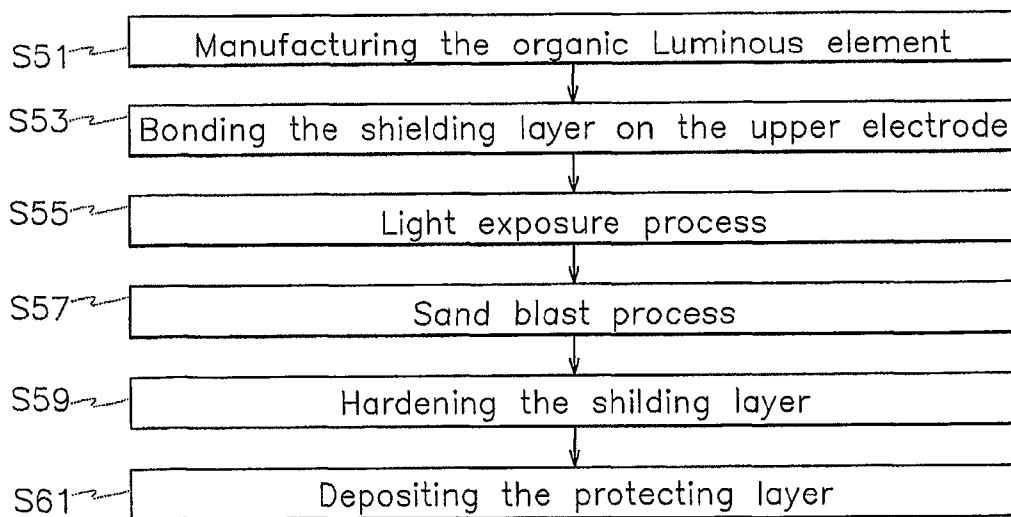 S51 Manufacturing the organic Luminous element
S53 Bonding the shielding layer on the upper electrode
S55 Light exposure process
S57 Sand blast process
S59 Hardening the shilding layer
S61 Depositing the protecting layer